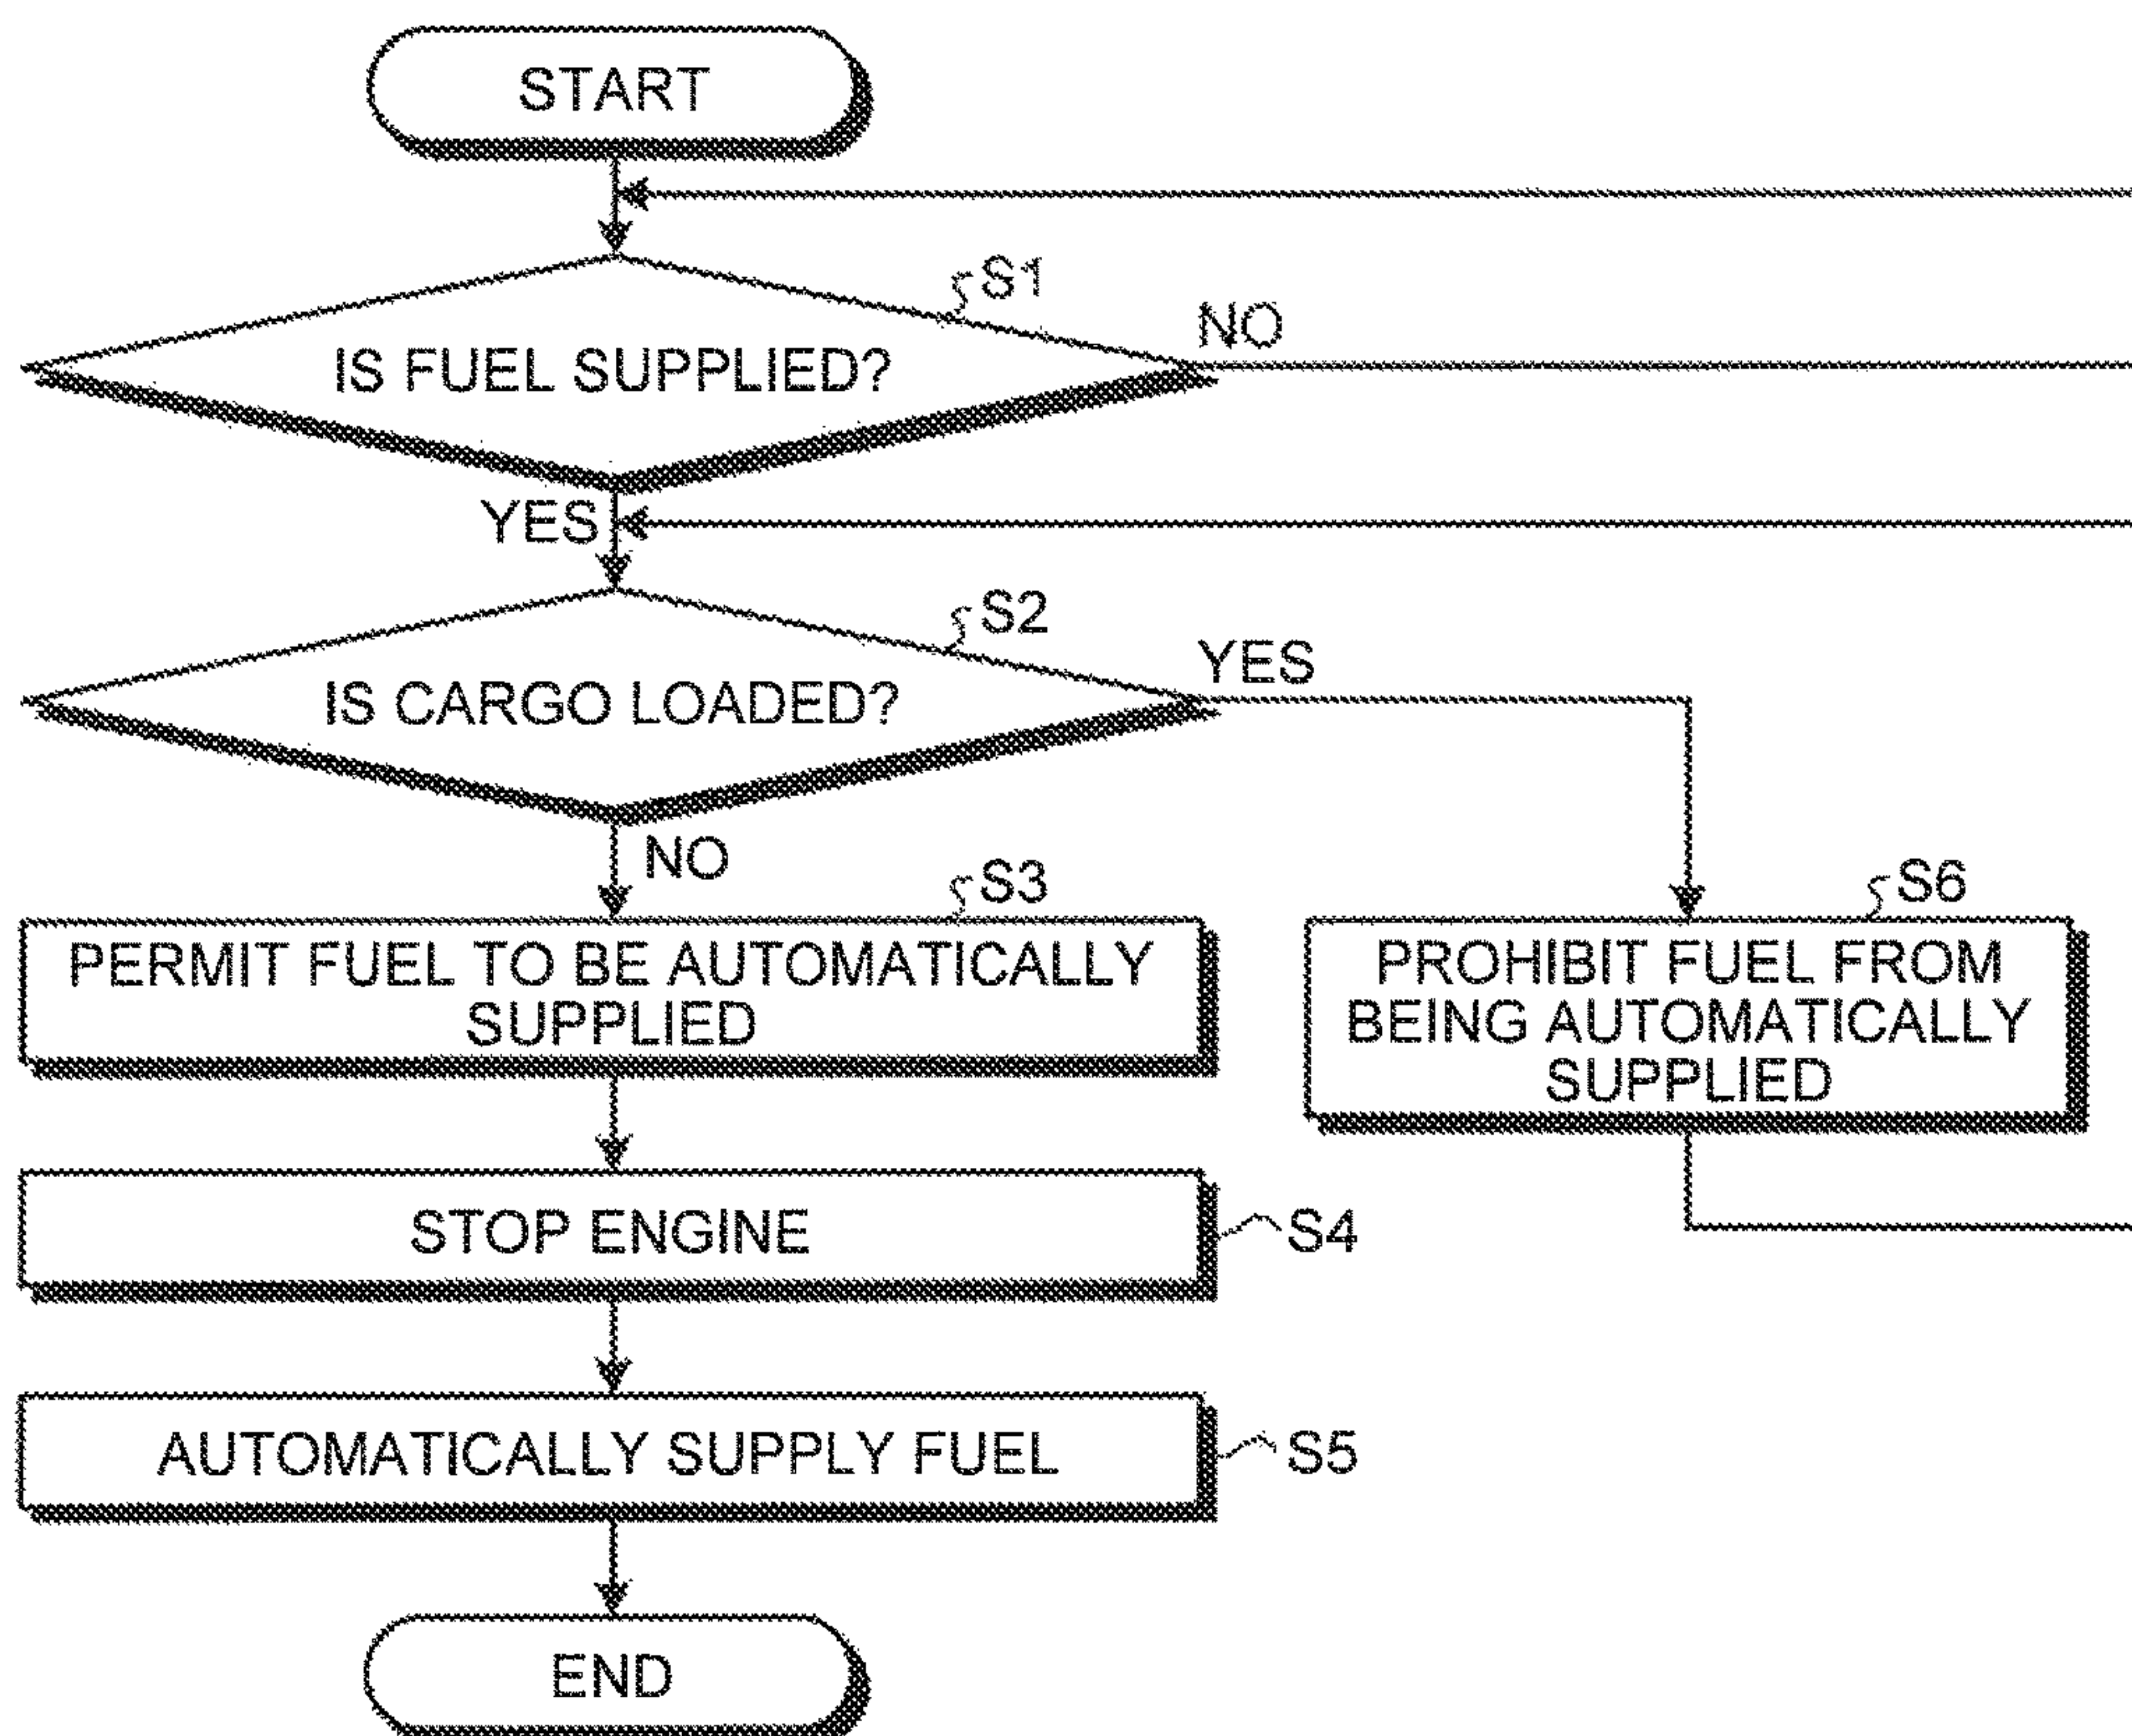 START
S1
NO
IS FUEL SUPPLIED?
YES
S2
YES
IS CARGO LOADED?
NO
S3
S6
PERMIT FUEL TO BE AUTOMATICALLY
SUPPLIED
PROHIBIT FUEL FROM
BEING AUTOMATICALLY
SUPPLIED
STOP ENGINE
S4
AUTOMATICALLY SUPPLY FUEL
S5
END